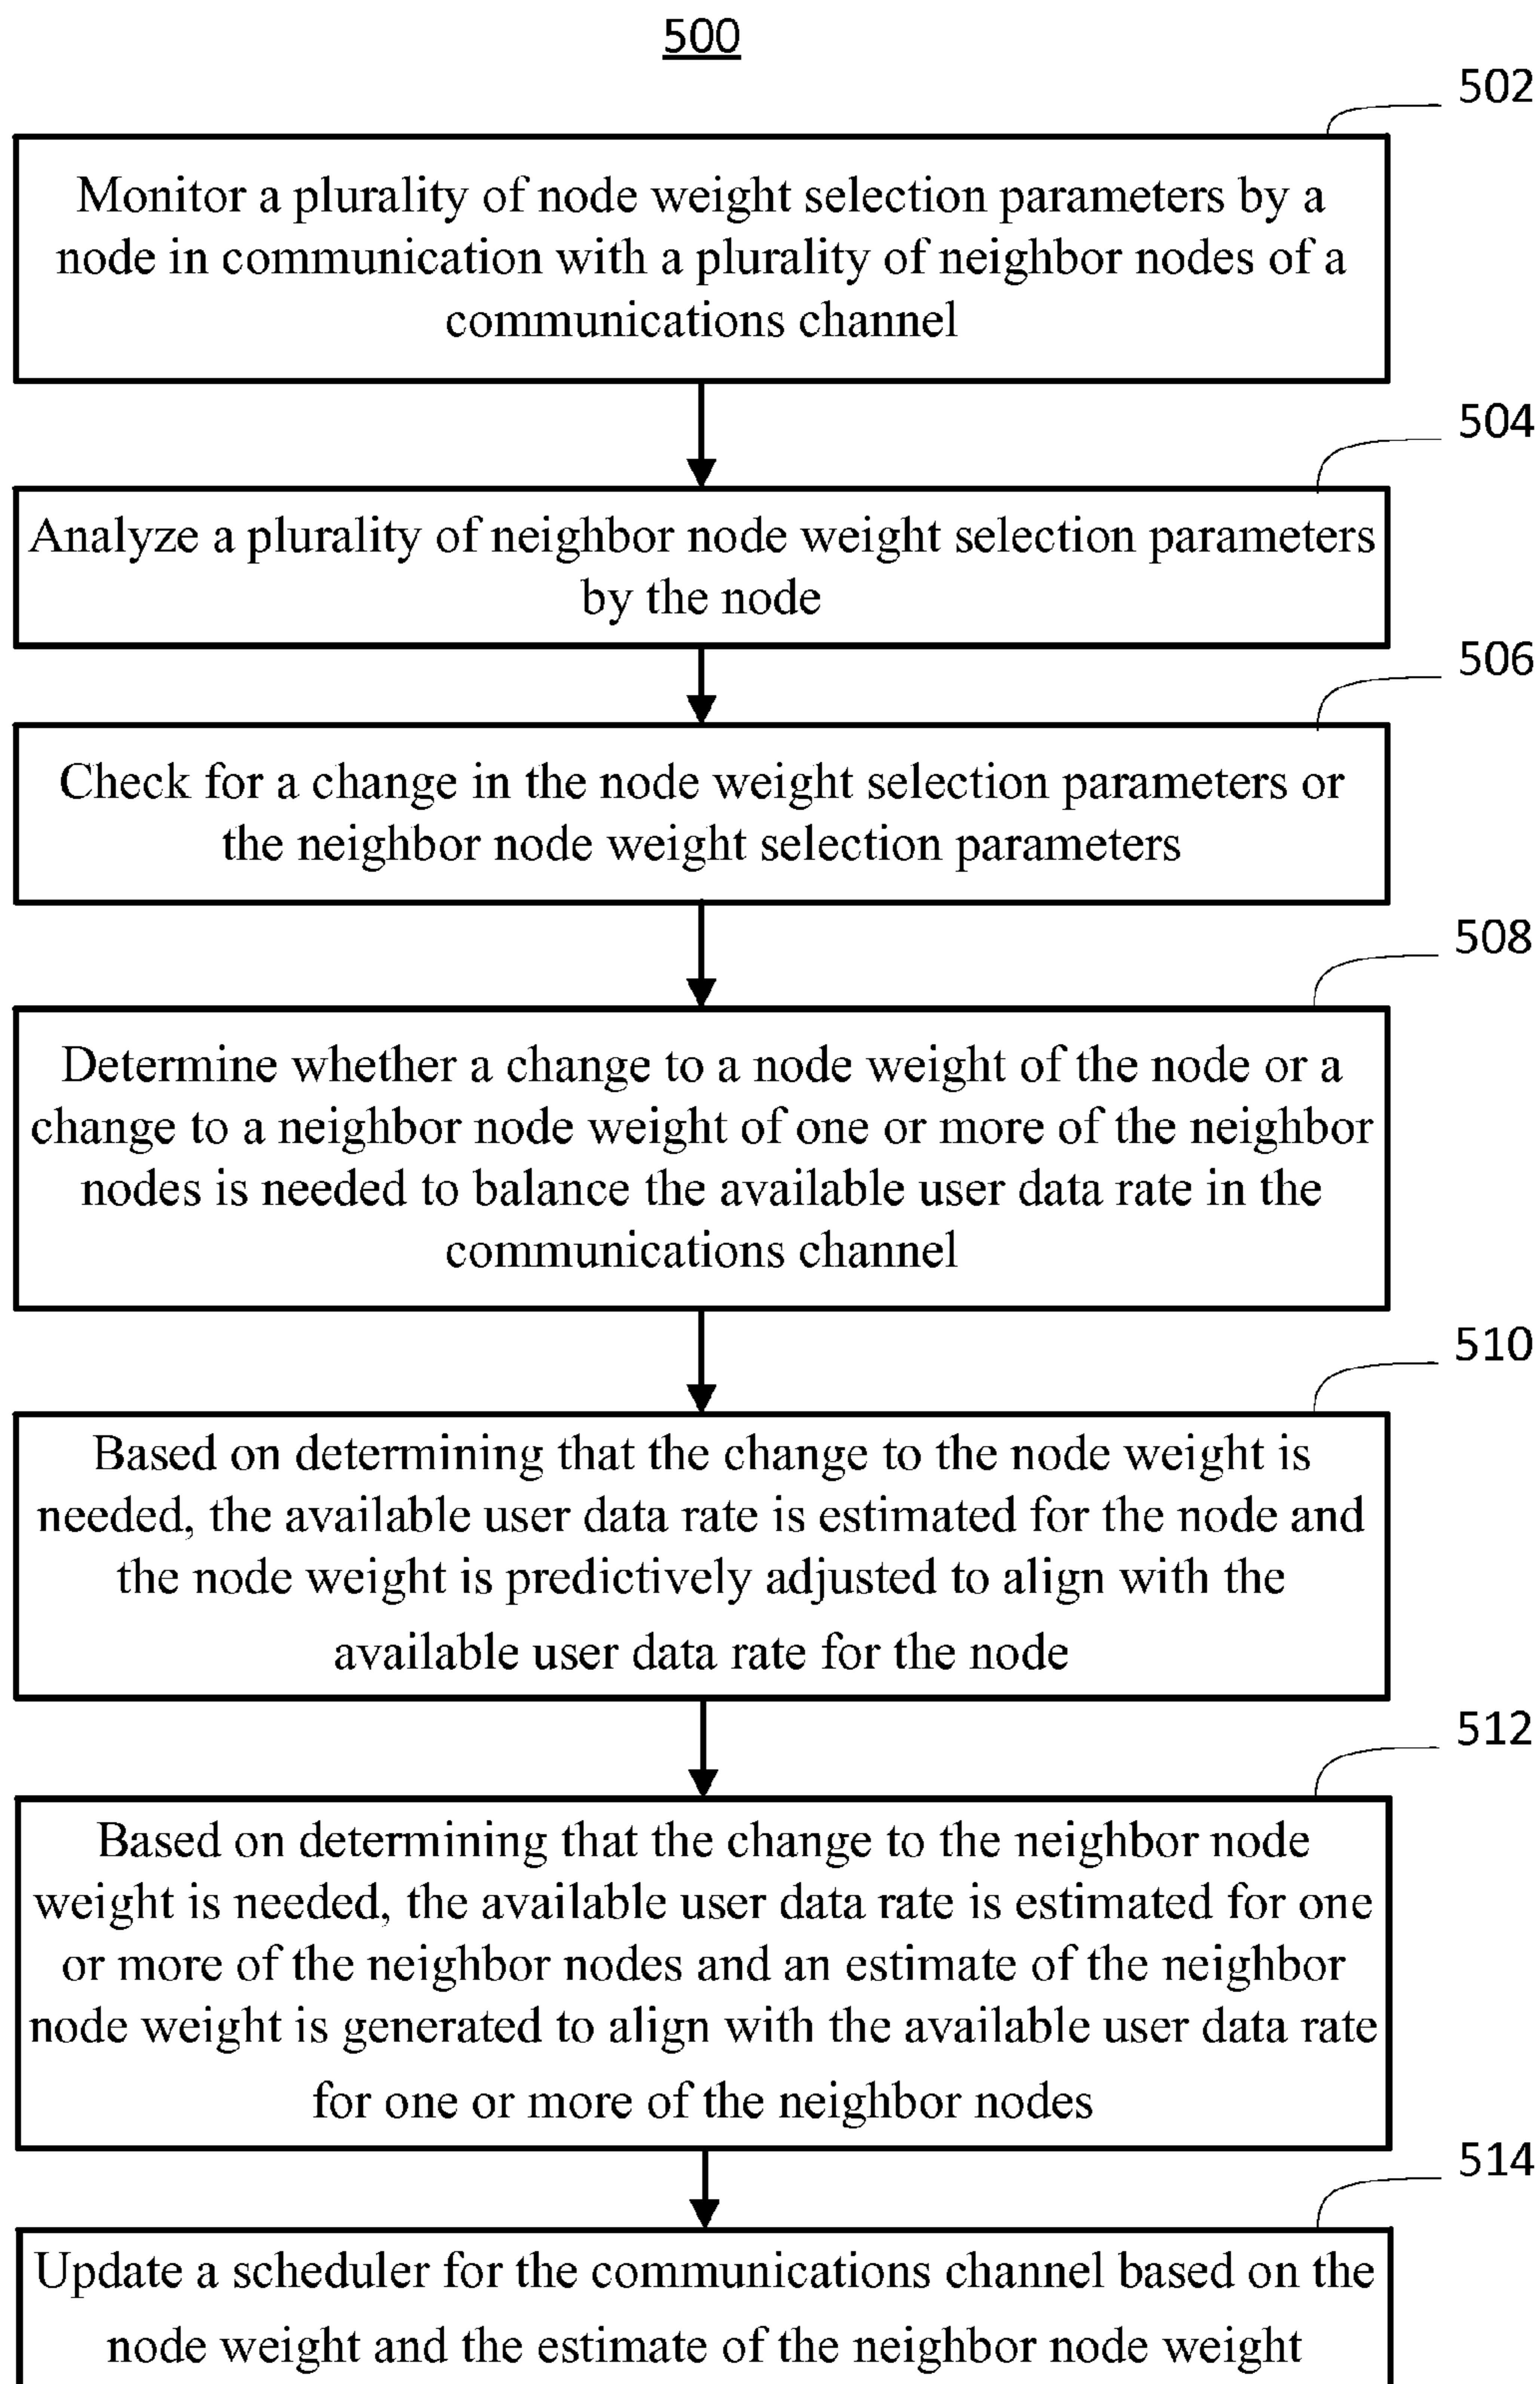 500
502
Monitor a plurality of node weight selection parameters by a
node in communication with a plurality of neighbor nodes of a
communications channel
504
Analyze a plurality of neighbor node weight selection parameters
by the node
506
Check for a change in the node weight selection parameters or
the neighbor node weight selection parameters
508
Determine whether a change to a node weight of the node or a
change to a neighbor node weight of one or more of the neighbor
nodes is needed to balance the available user data rate in the
communications channel
510
Based on determining that the change to the node weight is
needed, the available user data rate is estimated for the node and
the node weight is predictively adjusted to align with the
available user data rate for the node
512
Based on determining that the change to the neighbor node
weight is needed, the available user data rate is estimated for one
or more of the neighbor nodes and an estimate of the neighbor
node weight is generated to align with the available user data rate
for one or more of the neighbor nodes
514
Update a scheduler for the communications channel based on the
node weight and the estimate of the neighbor node weight